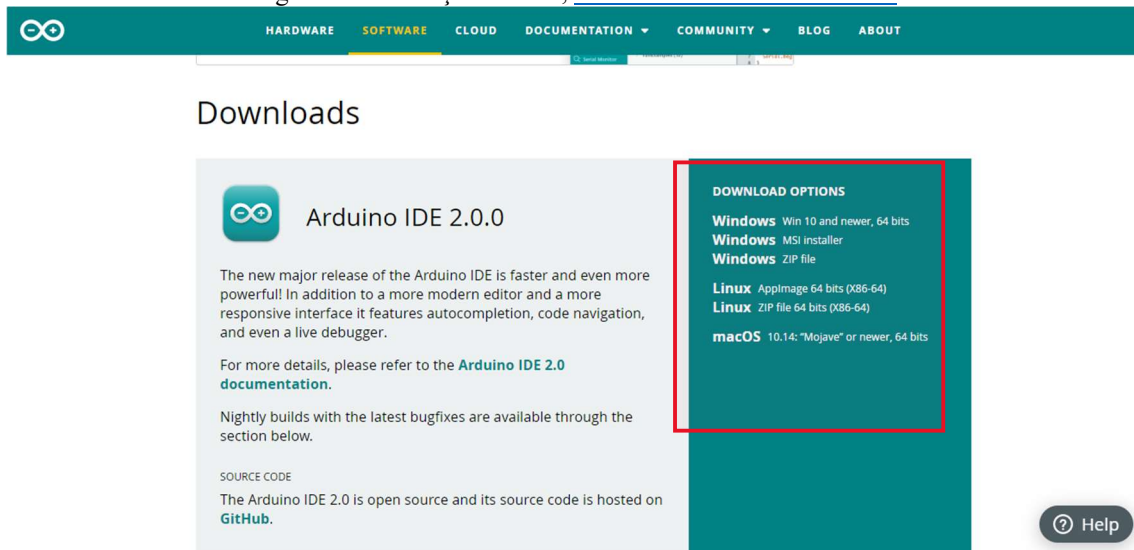 HARDWARE SOFTWARE CLOUD DOCUMENTATION COMMUNITY BLOG ABOUT
Serial Monitor
Downloads
Arduino IDE 2.0.0
The new major release of the Arduino IDE is faster and even more
powerful! In addition to a more modern editor and a more
responsive interface it features autocompletion, code navigation,
and even a live debugger.
For more details, please refer to the Arduino IDE 2.0
documentation.
Nightly builds with the latest bugfixes are available through the
section below.
SOURCE CODE
The Arduino IDE 2.0 is open source and its source code is hosted on
GitHub.
DOWNLOAD OPTIONS
Windows Win 10 and newer, 64 bits
Windows MSI installer
Windows ZIP file
Linux AppImage 64 bits (X86-64)
Linux ZIP file 64 bits (X86-64)
macOS 10.14: “Mojave” or newer, 64 bits
Help